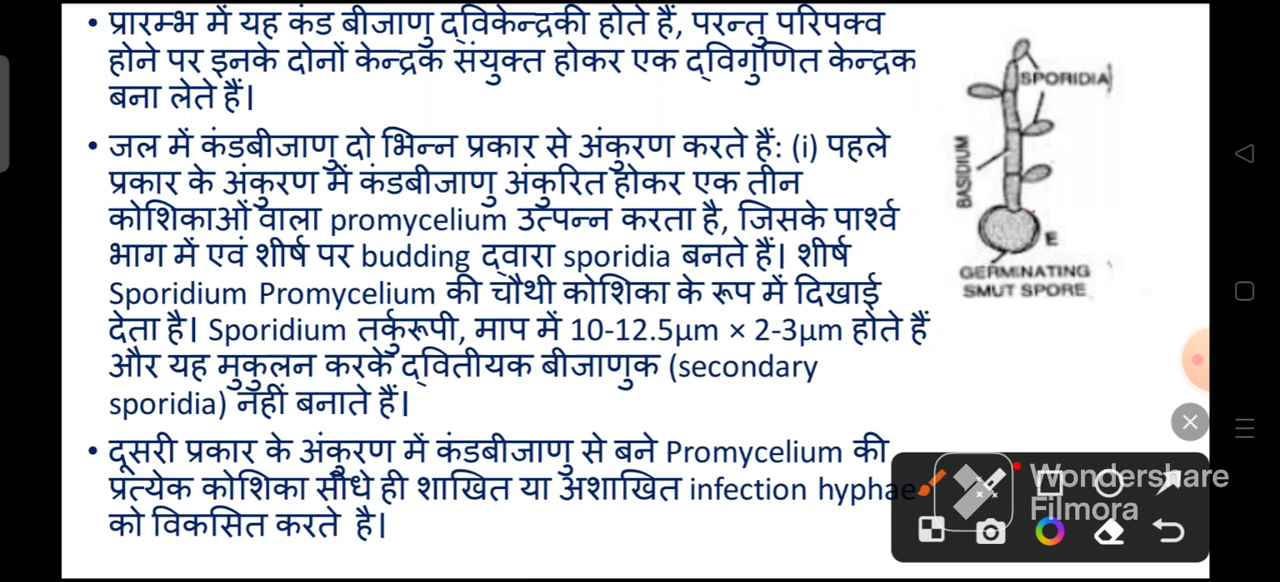 • प्रारम्भ में यह कंड बीजाणु द्विकेन्द्रकी होते हैं, परन्तु परिपक्व
होने पर इनके दोनों केन्द्रक संयुक्त होकर एक द्विगुणित केन्द्रक
बना लेते हैं।
• जल में कंडबीजाणु दो भिन्न प्रकार से अंकुरण करते हैं: (i) पहले
प्रकार के अंकुरण में कंडबीजाणु अंकुरित होकर एक तीन
कोशिकाओं वाला promycelium उत्पन्न करता है, जिसके पार्श्व
भाग में एवं शीर्ष पर budding द्वारा sporidia बनते हैं। शीर्ष
Sporidium Promycelium की चौथी कोशिका के रूप में दिखाई
देता है। Sporidium तर्कुरूपी, माप में 10-12.5µm × 2-3µm होते हैं
और यह मुकुलन करके द्वितीयक बीजाणुक (secondary
sporidia) नहीं बनाते हैं।
• दूसरी प्रकार के अंकुरण में कंडबीजाणु से बने Promycelium की
प्रत्येक कोशिका सीधे ही शाखित या अशाखित infection hyphae
को विकसित करते है।
SPORIDIA
BASIDIUM
E
GERMINATING
SMUT SPORE
Wondershare
Filmora